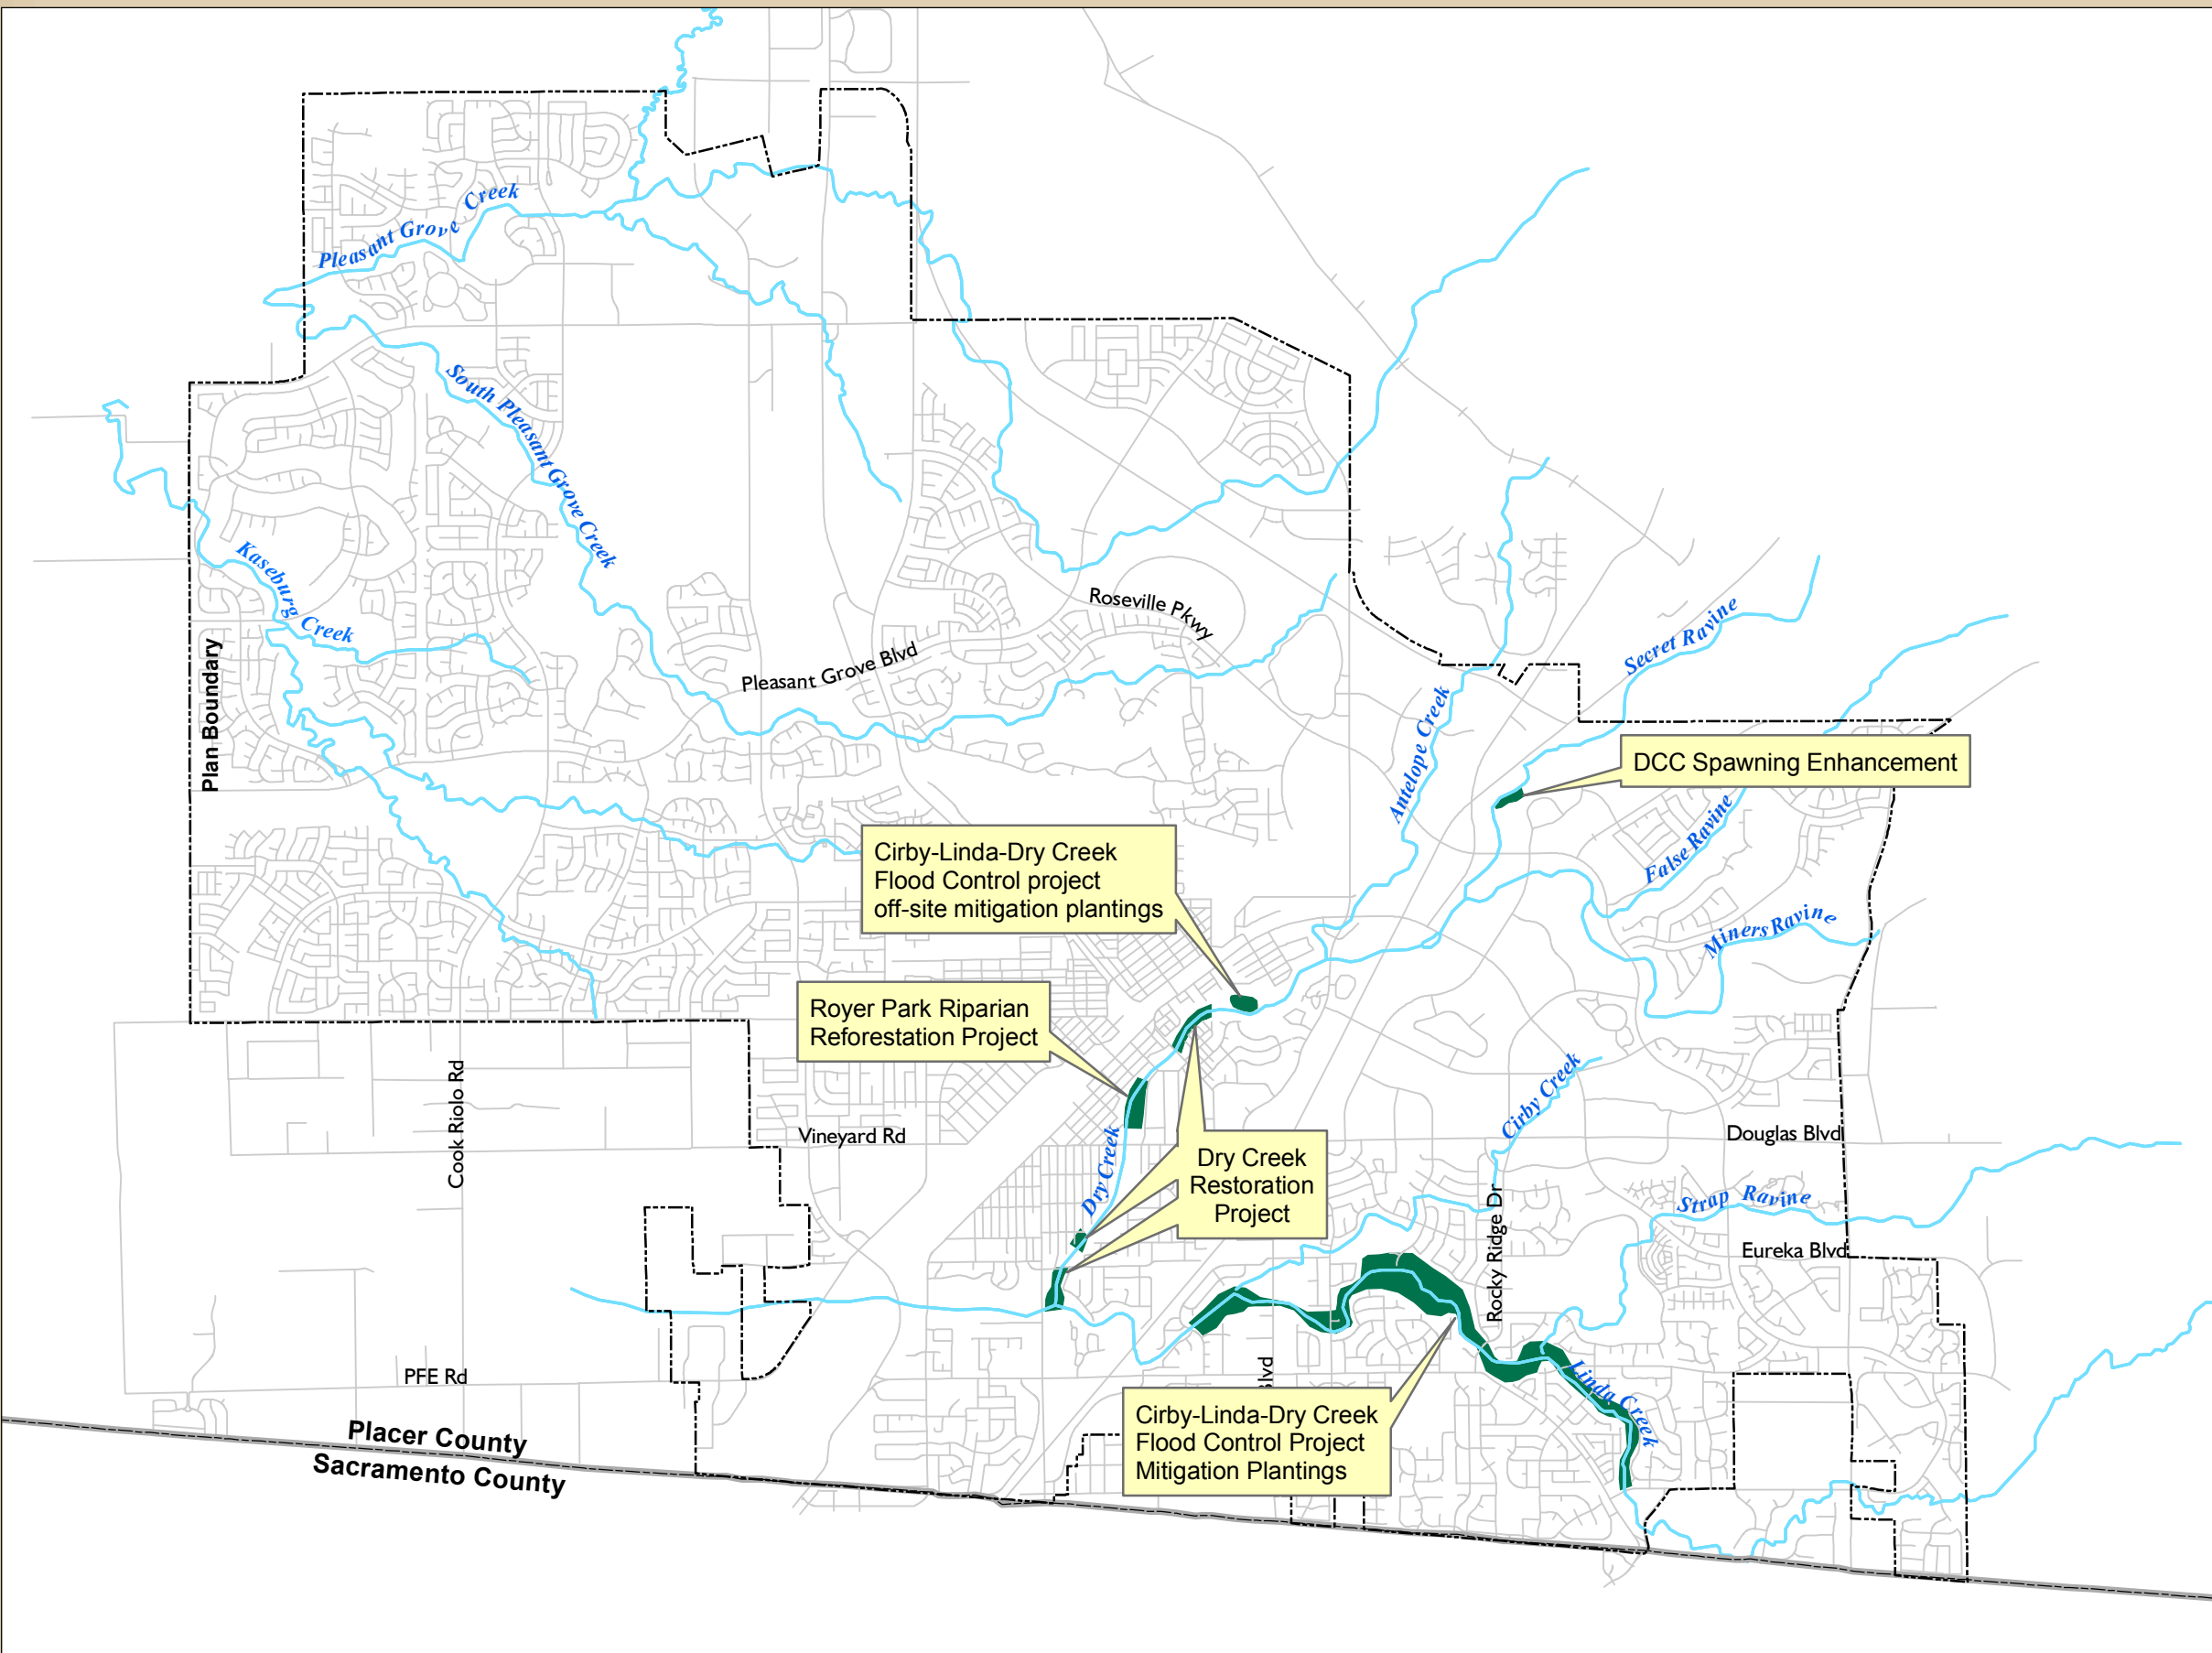 Pleasant Grove Creek
South Pleasant Grove Creek
Kaseburg Creek
Plan Boundary
Roseville Pkwy
Pleasant Grove Blvd
Secret Ravine
Antelope Creek
DCC Spawning Enhancement
False Ravine
Miners Ravine
Cirby-Linda-Dry Creek
Flood Control project
off-site mitigation plantings
Royer Park Riparian
Reforestation Project
Cook Riolo Rd
Vineyard Rd
Dry Creek
Dry Creek
Restoration
Project
Cirby Creek
Douglas Blvd
Rocky Ridge Dr
Strap Ravine
Eureka Blvd
PFE Rd
Blvd
Linda Creek
Cirby-Linda-Dry Creek
Flood Control Project
Mitigation Plantings
Placer County
Sacramento County